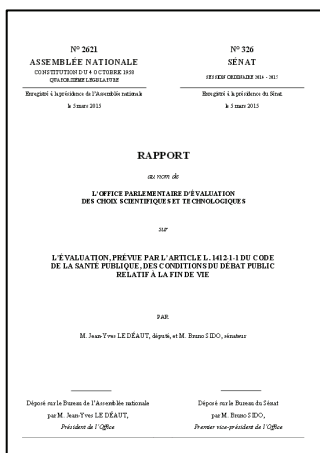 N° 2621
ASSEMBLÉE NATIONALE
CONSTITUTION DU 4 OCTOBRE 1958
QUATORZIÈME LÉGISLATURE
Enregistré à la présidence de l'Assemblée nationale
le 5 mars 2015
N° 326
SÉNAT
SESSION ORDINAIRE 2014 - 2015
Enregistré à la présidence du Sénat
le 5 mars 2015
RAPPORT
au nom de
L'OFFICE PARLEMENTAIRE D'ÉVALUATION
DES CHOIX SCIENTIFIQUES ET TECHNOLOGIQUES
sur
L'ÉVALUATION, PRÉVUE PAR L'ARTICLE L. 1412-1-1 DU CODE
DE LA SANTÉ PUBLIQUE, DES CONDITIONS DU DÉBAT PUBLIC
RELATIF À LA FIN DE VIE
PAR
M. Jean-Yves LE DÉAUT, député, et M. Bruno SIDO, sénateur
Déposé sur le Bureau de l'Assemblée nationale
par M. Jean-Yves LE DÉAUT,
Président de l'Office
Déposé sur le Bureau du Sénat
par M. Bruno SIDO,
Premier vice-président de l'Office